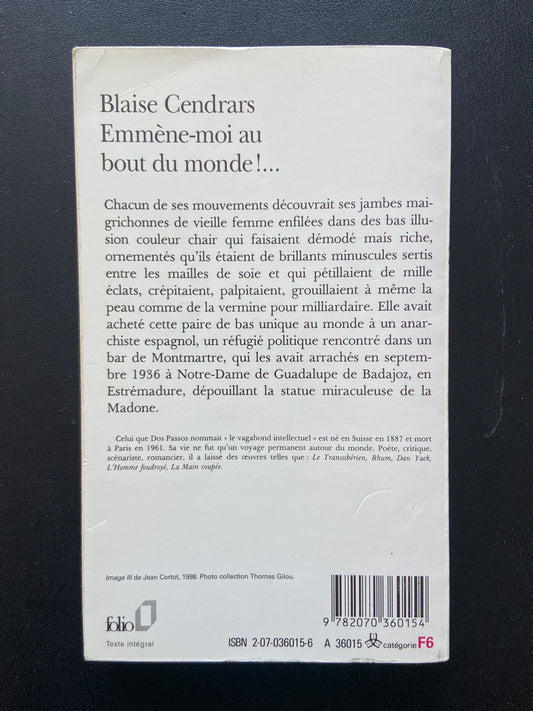 Blaise Cendrars
Emmène-moi au
bout du monde!...
Chacun de ses mouvements découvrait ses jambes mai-
grichonnes de vieille femme enfilées dans des bas illu-
sion couleur chair qui faisaient démodé mais riche,
ornementés qu'ils étaient de brillants minuscules sertis
entre les mailles de soie et qui pétillaient de mille
éclats, crépitaient, palpitaient, grouillaient à même la
peau comme de la vermine pour milliardaire. Elle avait
acheté cette paire de bas unique au monde à un anar-
chiste espagnol, un réfugié politique rencontré dans un
bar de Montmartre, qui les avait arrachés en septem-
bre 1936 à Notre-Dame de Guadalupe de Badajoz, en
Estrémadure, dépouillant la statue miraculeuse de la
Madone.
Celui que Dos Passos nommait « le vagabond intellectuel » est né en Suisse en 1887 et mort
à Paris en 1961. Sa vie ne fut qu'un voyage permanent autour du monde. Poète, critique,
scénariste, romancier, il a laissé des œuvres telles que : Le Transsibérien, Rhum, Dan Yack,
L'Homme foudroyé, La Main coupée.
Image III de Jean Cortot, 1998. Photo collection Thomas Gilou.
folio
Texte intégral
9 782070 360154
ISBN 2-07-036015-6 A 36015 catégorie F6